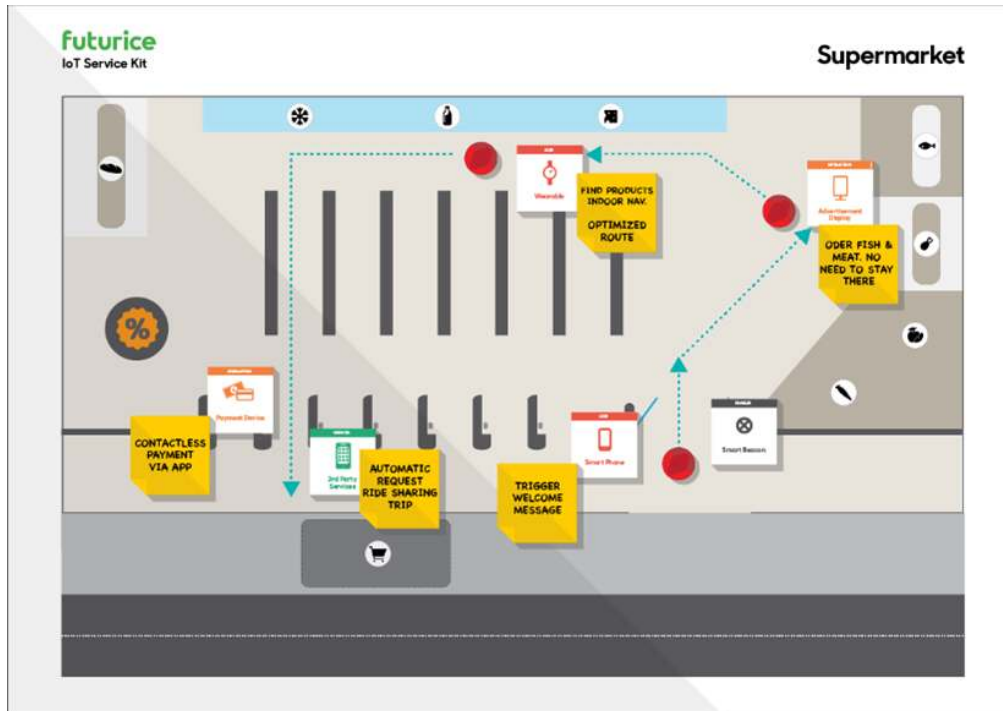 futurice
IoT Service Kit
Supermarket
Wearable
FIND PRODUCTS
INDOOR NAV.
OPTIMIZED
ROUTE
Advertisement
Display
ODER FISH &
MEAT. NO
NEED TO STAY
THERE
%
Payment Device
CONTACTLESS
PAYMENT
VIA APP
3rd Party
Services
AUTOMATIC
REQUEST
RIDE SHARING
TRIP
Smart Phone
TRIGGER
WELCOME
MESSAGE
Smart Beacon